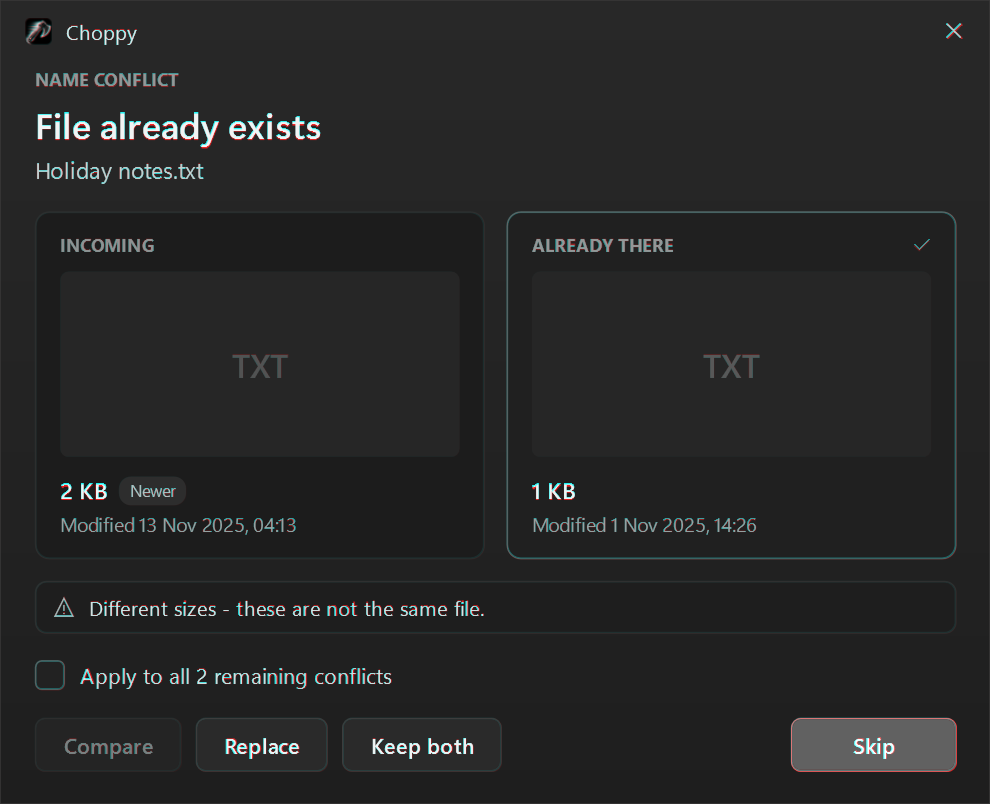 Choppy
NAME CONFLICT
File already exists
Holiday notes.txt
INCOMING
TXT
2 KB Newer
Modified 13 Nov 2025, 04:13
ALREADY THERE
TXT
1 KB
Modified 1 Nov 2025, 14:26
Different sizes - these are not the same file.
Apply to all 2 remaining conflicts
Compare
Replace
Keep both
Skip